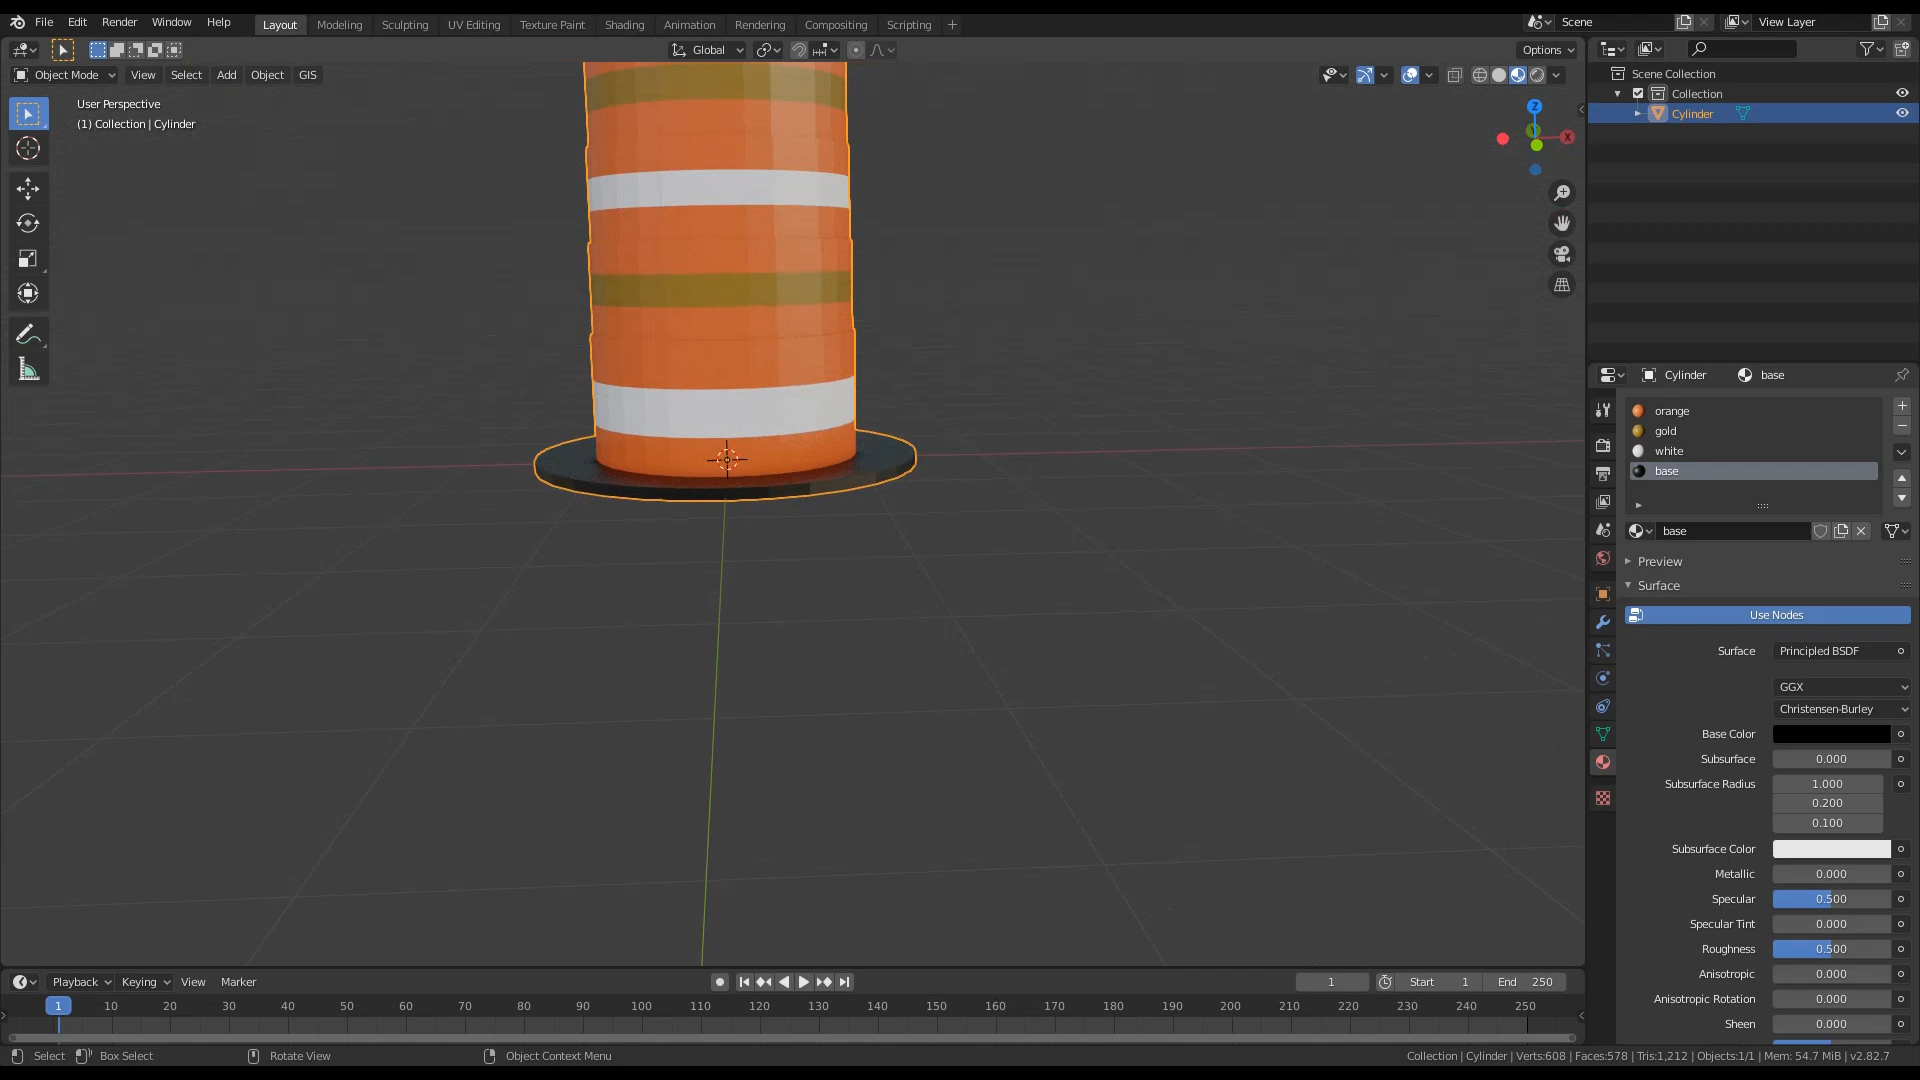 File Edit Render Window Help Layout Modeling Sculpting UV Editing Texture Paint Shading Animation Rendering Compositing Scripting + Scene View Layer
Global Options
Object Mode View Select Add Object GIS
User Perspective
(1) Collection | Cylinder
Z
Y
X
Scene Collection
Collection
Cylinder
Cylinder base
orange
gold
white
base
base
Preview
Surface
Use Nodes
Surface Principled BSDF
GGX
Christensen-Burley
Base Color
Subsurface 0.000
Subsurface Radius 1.000
0.200
0.100
Subsurface Color
Metallic 0.000
Specular 0.500
Specular Tint 0.000
Roughness 0.500
Anisotropic 0.000
Anisotropic Rotation 0.000
Sheen 0.000
Playback Keying View Marker 1 Start 1 End 250
1 10 20 30 40 50 60 70 80 90 100 110 120 130 140 150 160 170 180 190 200 210 220 230 240 250
Select Box Select Rotate View Object Context Menu Collection | Cylinder | Verts:608 | Faces:578 | Tris:1,212 | Objects:1/1 | Mem: 54.7 MiB | v2.82.7